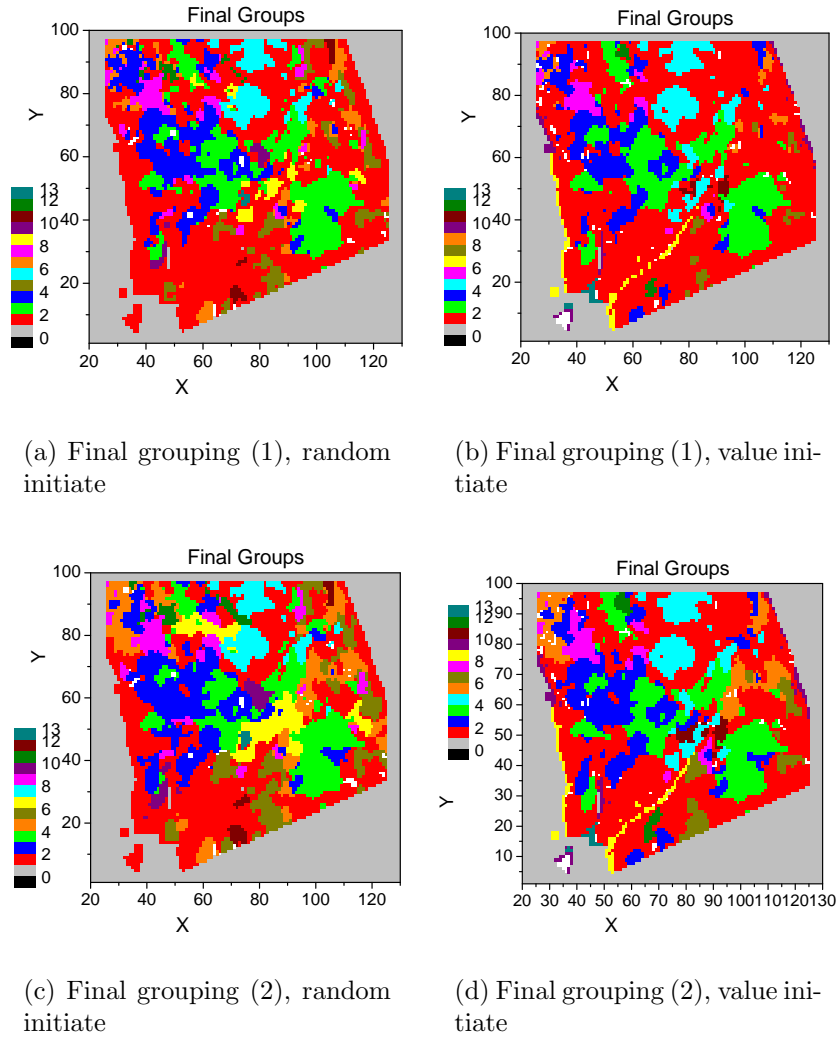 Final Groups
100
80
60
40
20
Y
13
12
10
8
6
4
2
0
20 40 60 80 100 120
X
(a) Final grouping (1), random
initiate
Final Groups
100
80
60
40
20
Y
13
12
10
8
6
4
2
0
20 40 60 80 100 120
X
(b) Final grouping (1), value ini-
tiate
Final Groups
100
80
60
40
20
Y
13
12
10
8
6
4
2
0
20 40 60 80 100 120
X
(c) Final grouping (2), random
initiate
Final Groups
100
90
80
70
60
50
40
30
20
10
Y
13
12
10
8
6
4
2
0
20 30 40 50 60 70 80 90 100 110 120 130
X
(d) Final grouping (2), value ini-
tiate